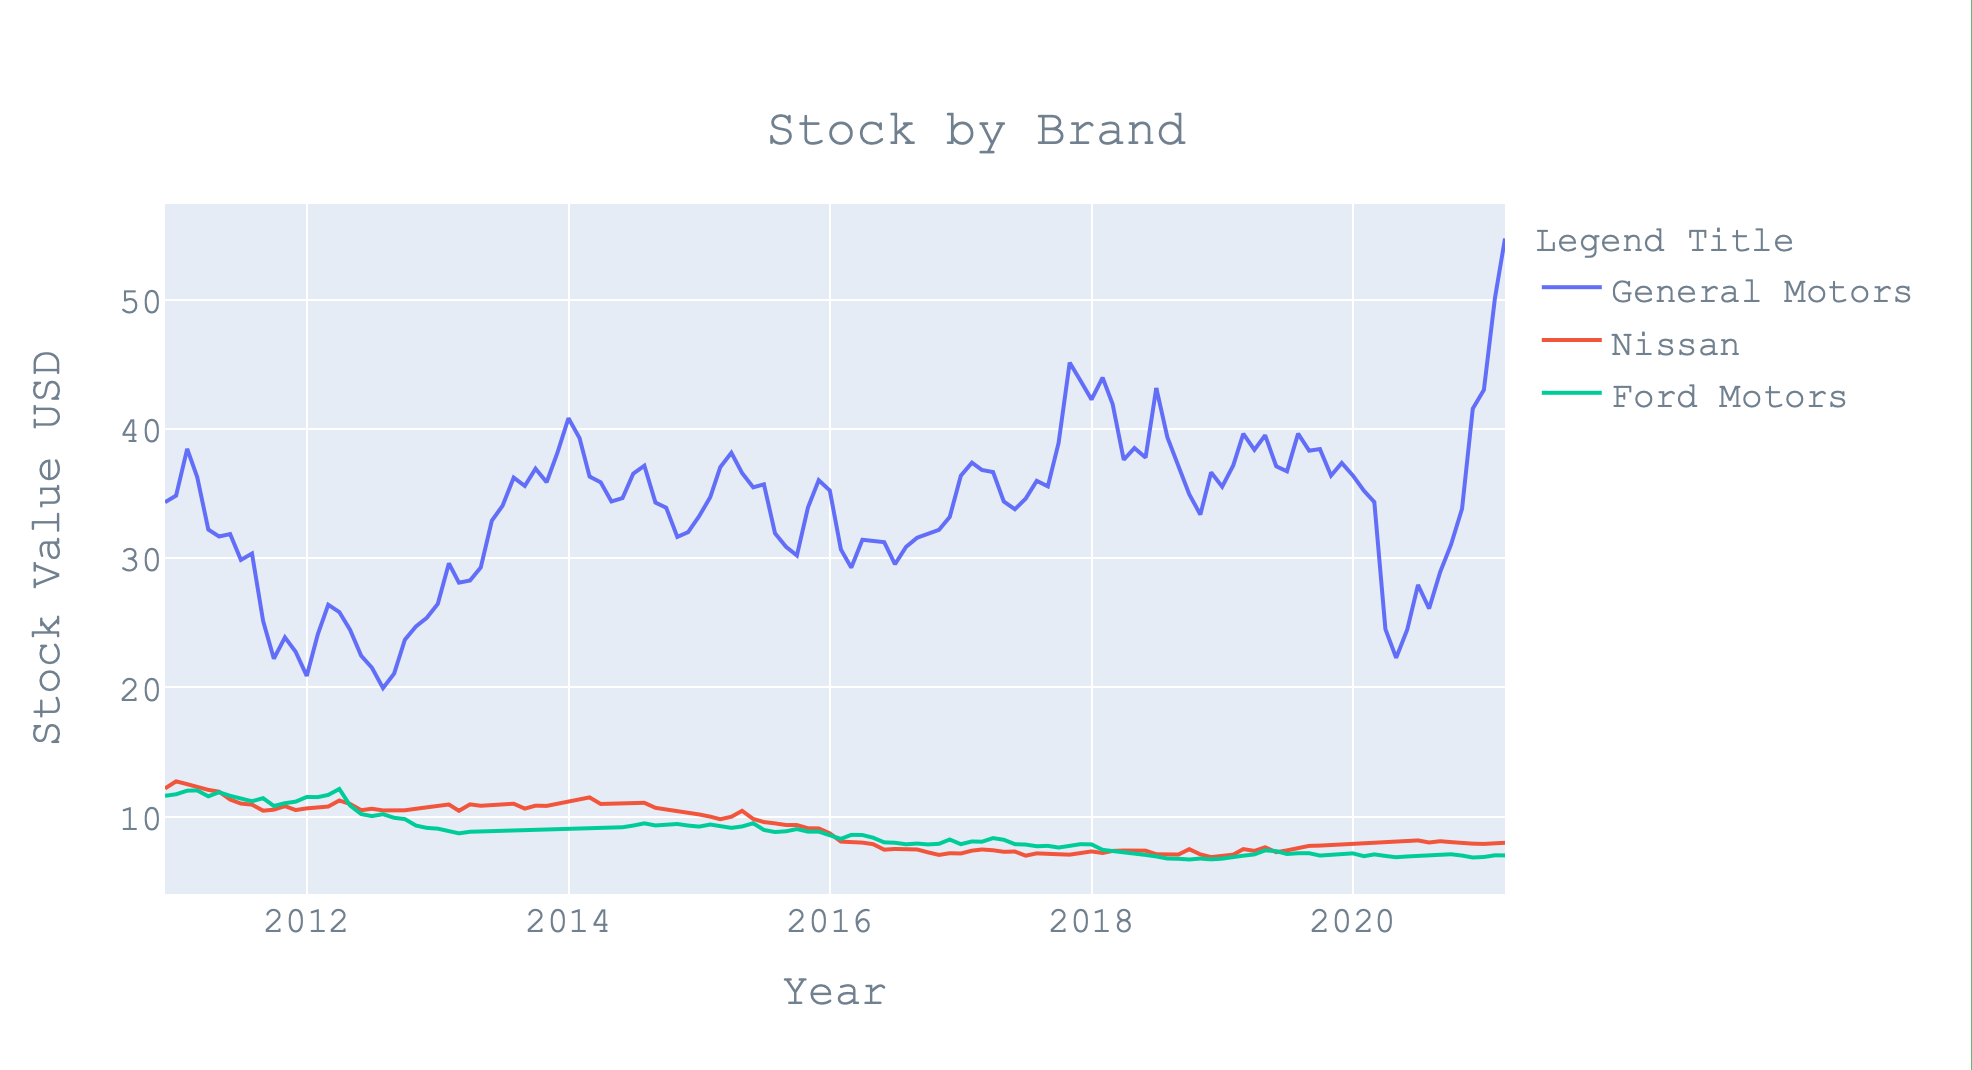 Stock by Brand
Stock Value USD
50
40
30
20
10
2012 2014 2016 2018 2020
Year
Legend Title
General Motors
Nissan
Ford Motors